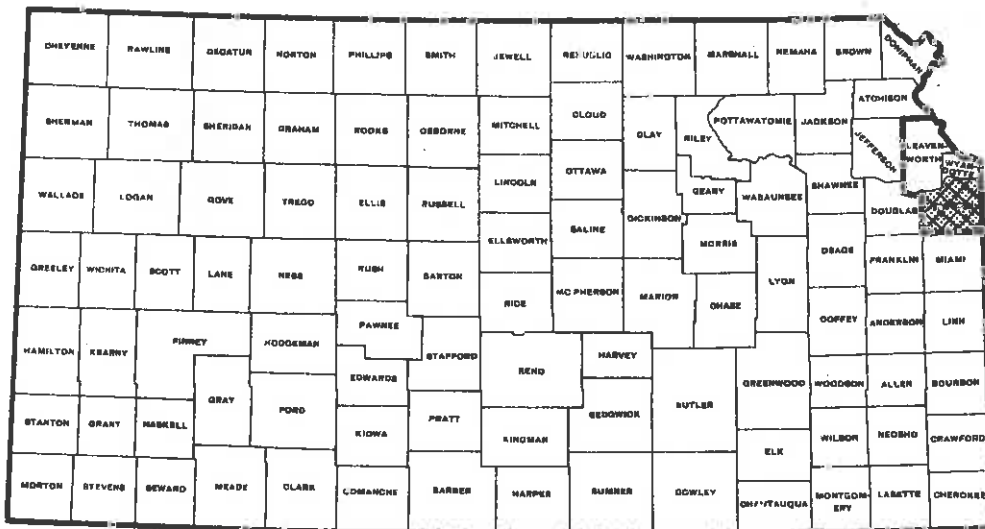 CHEYENNE RAWLINS DECATUR NORTON PHILLIPS SMITH JEWELL REPUBLIC WASHINGTON MARSHALL NEMAHA BROWN DONIPHAN
SHERMAN THOMAS SHERIDAN GRAHAM ROOKS OSBORNE MITCHELL CLOUD CLAY RILEY POTTAWATOMIE JACKSON ATCHISON
JEFFERSON LEAVEN
WORTH WYAN
DOTTE
WALLACE LOGAN GOVE TREGO ELLIS RUSSELL LINCOLN OTTAWA GEARY WABAUNSEE SHAWNEE DOUGLAS
ELLSWORTH SALINE DICKINSON MORRIS OSAGE
GREELEY WICHITA SCOTT LANE NESS RUSH BARTON RICE MC PHERSON MARION CHASE LYON FRANKLIN MIAMI
HAMILTON KEARNY FINNEY HODGEMAN PAWNEE STAFFORD RENO HARVEY COFFEY ANDERSON LINN
EDWARDS
GRAY FORD SEDGWICK BUTLER GREENWOOD WOODSON ALLEN BOURBON
STANTON GRANT HASKELL KIOWA PRATT KINGMAN ELK WILSON NEOSHO CRAWFORD
MORTON STEVENS SEWARD MEADE CLARK COMANCHE BARBER HARPER SUMNER COWLEY CHAUTAUQUA MONTGOM
ERY LABETTE CHEROKEE